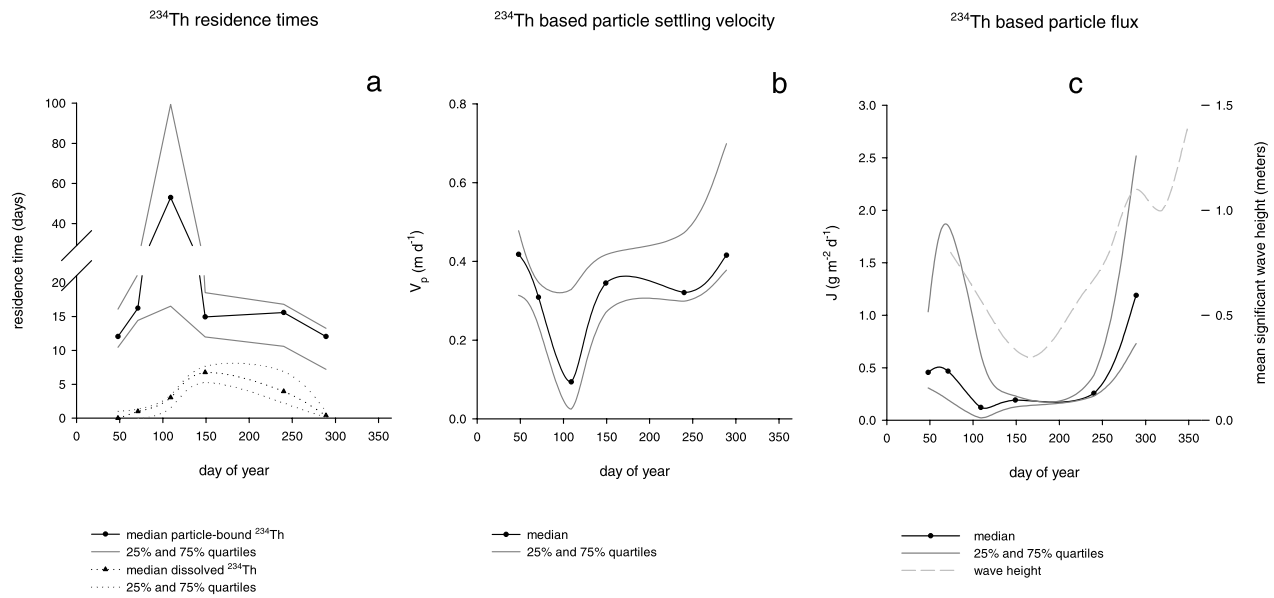 ²³⁴Th residence times
²³⁴Th based particle settling velocity
²³⁴Th based particle flux
a
b
c
residence time (days)
100
80
60
40
20
15
10
5
0
0 50 100 150 200 250 300 350
day of year
Vₚ (m d⁻¹)
0.8
0.6
0.4
0.2
0.0
0 50 100 150 200 250 300 350
day of year
J (g m⁻² d⁻¹)
3.0
2.5
2.0
1.5
1.0
0.5
0.0
0 50 100 150 200 250 300 350
day of year
1.5
1.0
0.5
0.0
mean significant wave height (meters)
median particle-bound ²³⁴Th
25% and 75% quartiles
median dissolved ²³⁴Th
25% and 75% quartiles
median
25% and 75% quartiles
median
25% and 75% quartiles
wave height